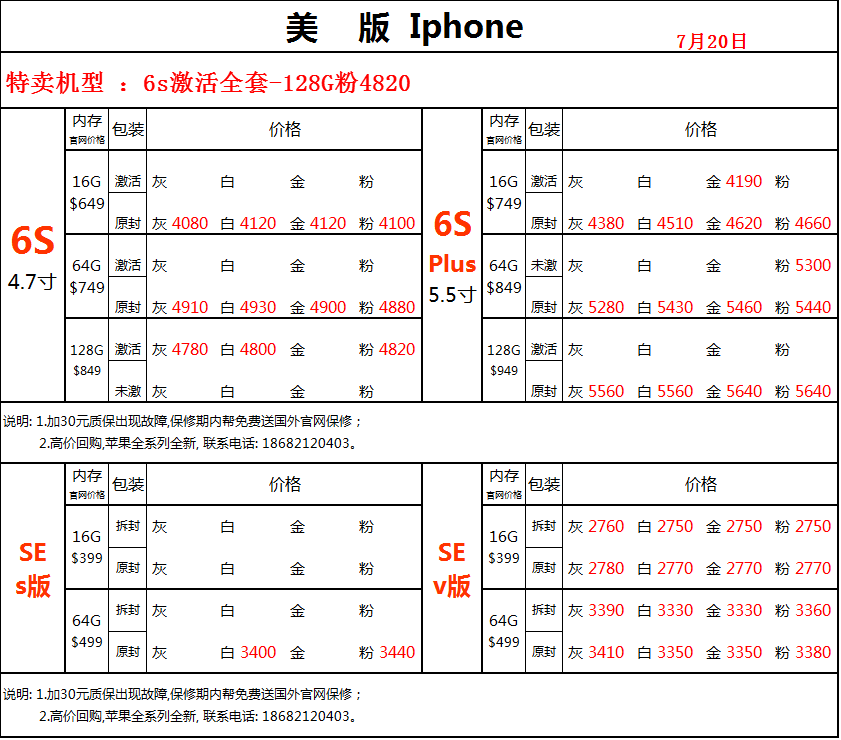 美 版 Iphone
7月20日
特卖机型 ：6s激活全套-128G粉4820
内存 官网价格 包装 价格
6S 4.7寸
16G $649
激活 灰 白 金 粉
原封 灰 4080 白 4120 金 4120 粉 4100
64G $749
激活 灰 白 金 粉
原封 灰 4910 白 4930 金 4900 粉 4880
128G $849
激活 灰 4780 白 4800 金 粉 4820
未激 灰 白 金 粉
内存 官网价格 包装 价格
6S Plus 5.5寸
16G $749
激活 灰 白 金 4190 粉
原封 灰 4380 白 4510 金 4620 粉 4660
64G $849
未激 灰 白 金 粉 5300
原封 灰 5280 白 5430 金 5460 粉 5440
128G $949
激活 灰 白 金 粉
原封 灰 5560 白 5560 金 5640 粉 5640
说明: 1.加30元质保出现故障,保修期内帮免费送国外官网保修；
2.高价回购,苹果全系列全新, 联系电话: 18682120403。
内存 官网价格 包装 价格
SE s版
16G $399
拆封 灰 白 金 粉
原封 灰 白 金 粉
64G $499
拆封 灰 白 金 粉
原封 灰 白 3400 金 粉 3440
内存 官网价格 包装 价格
SE v版
16G $399
拆封 灰 2760 白 2750 金 2750 粉 2750
原封 灰 2780 白 2770 金 2770 粉 2770
64G $499
拆封 灰 3390 白 3330 金 3330 粉 3360
原封 灰 3410 白 3350 金 3350 粉 3380
说明: 1.加30元质保出现故障,保修期内帮免费送国外官网保修；
2.高价回购,苹果全系列全新, 联系电话: 18682120403。